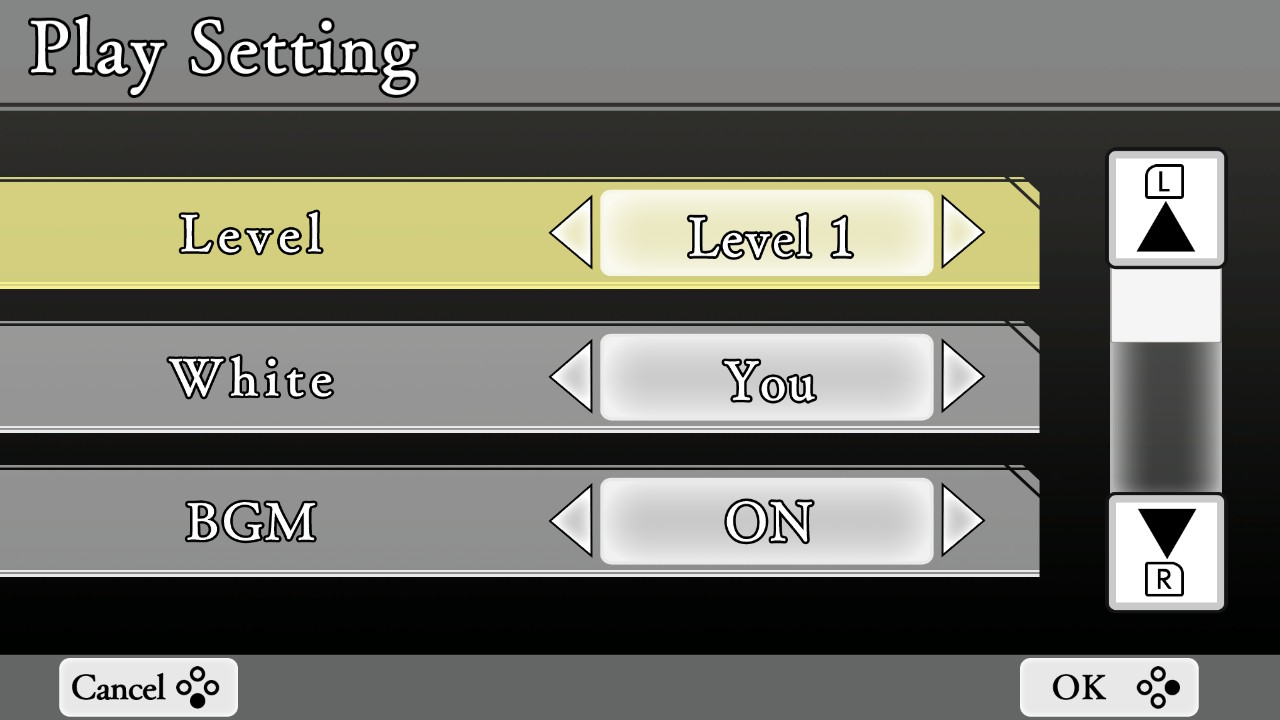 Play Setting
Level
Level 1
L
White
You
BGM
ON
R
Cancel
OK